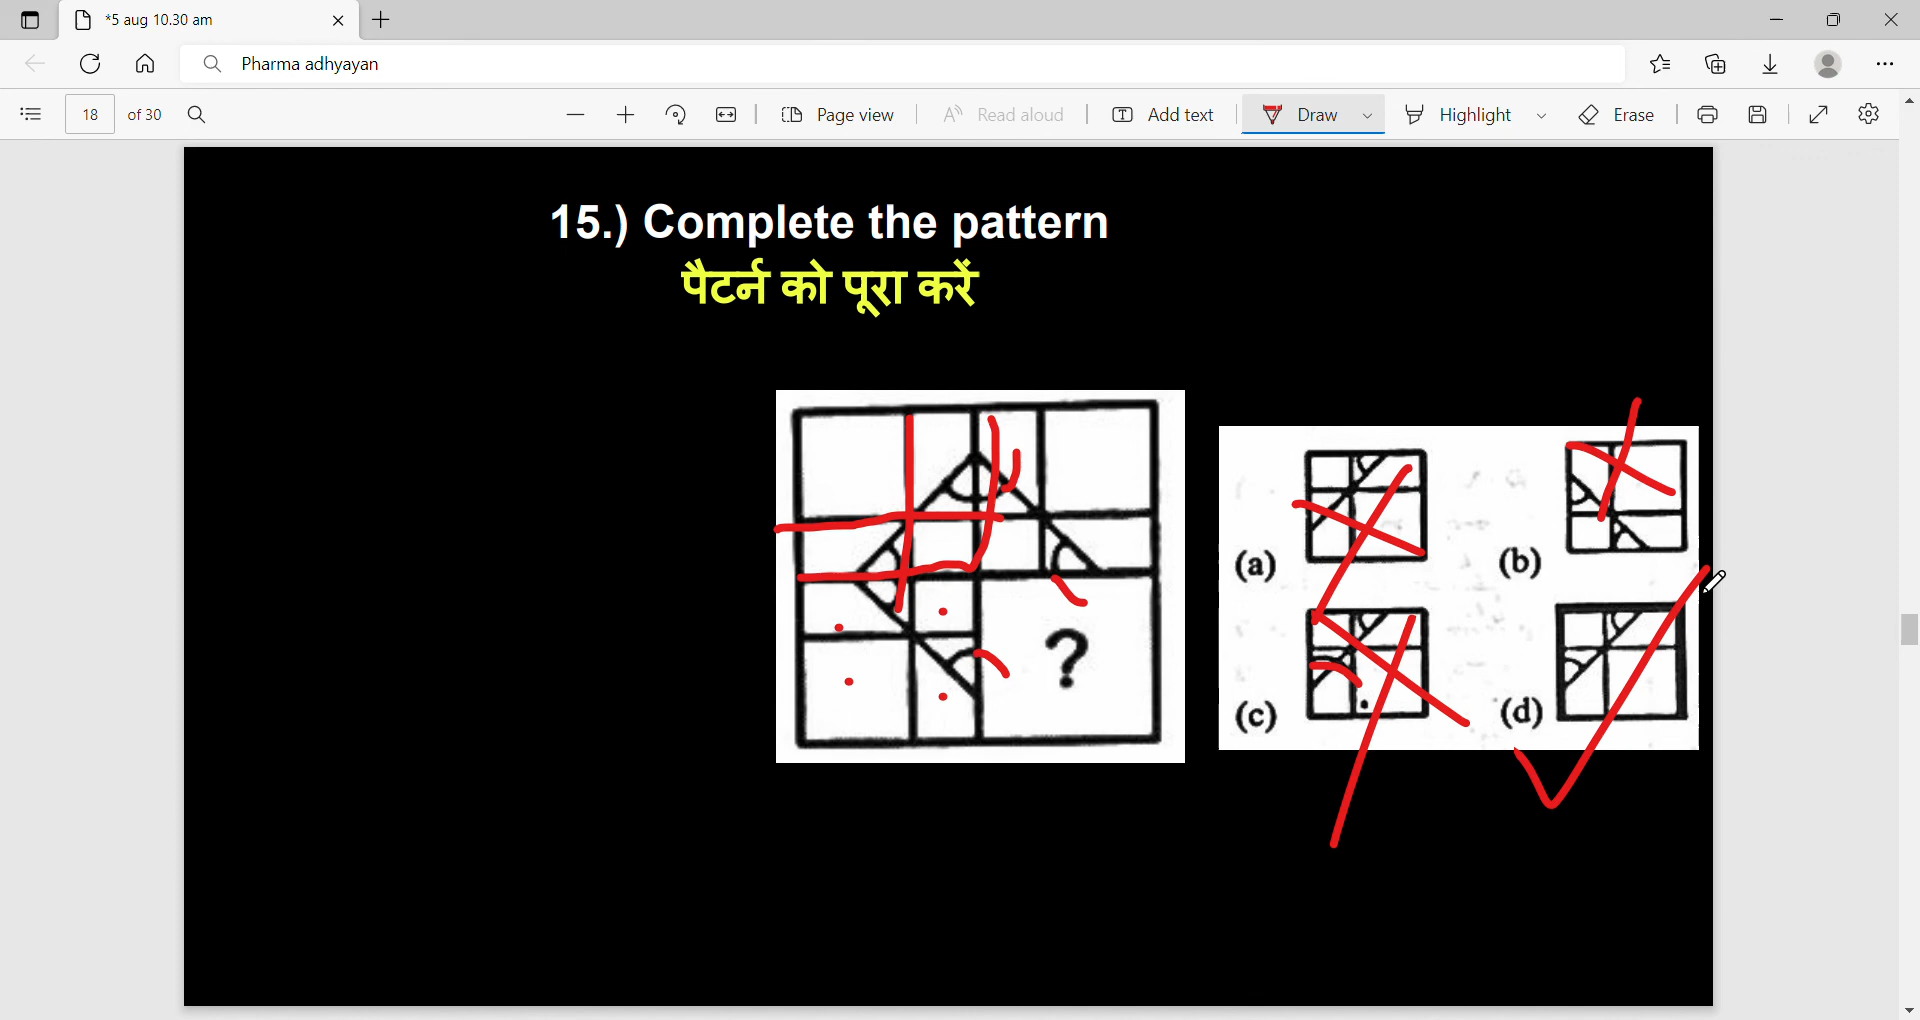 *5 aug 10.30 am
Pharma adhyayan
18 of 30
Page view
Read aloud
Add text
Draw
Highlight
Erase
15.) Complete the pattern
पैटर्न को पूरा करें
?
(a)
(b)
(c)
(d)